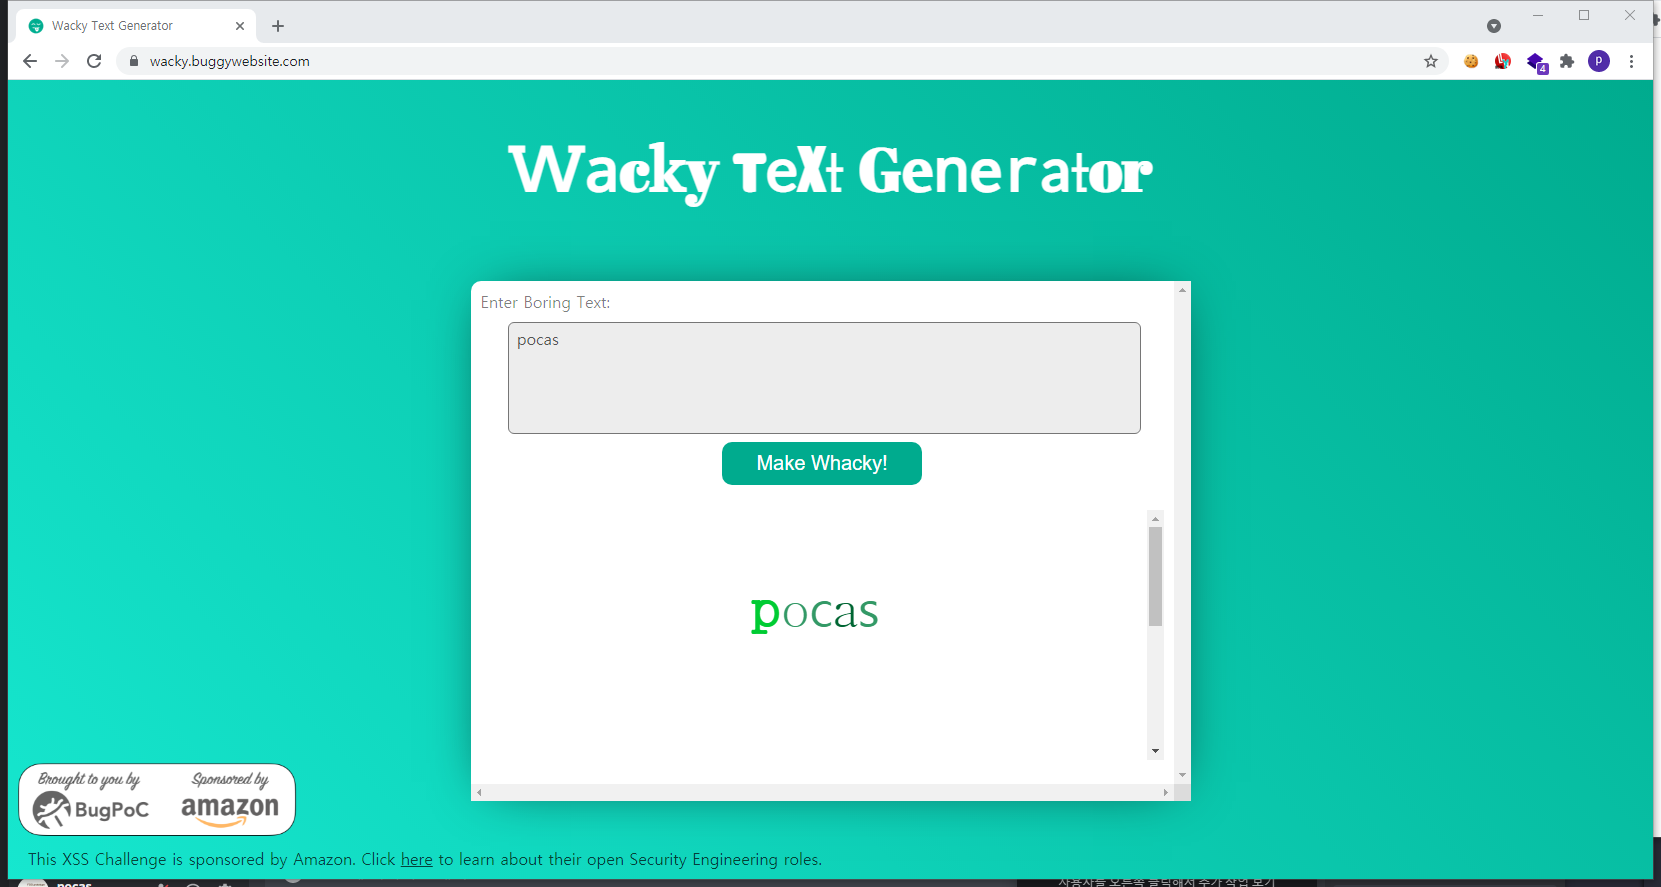 Wacky Text Generator
wacky.buggywebsite.com
4
P
Wacky TeXt Generator
Enter Boring Text:
pocas
Make Whacky!
pocas
Brought to you by
BugPoC
Sponsored by
amazon
This XSS Challenge is sponsored by Amazon. Click here to learn about their open Security Engineering roles.
pocas